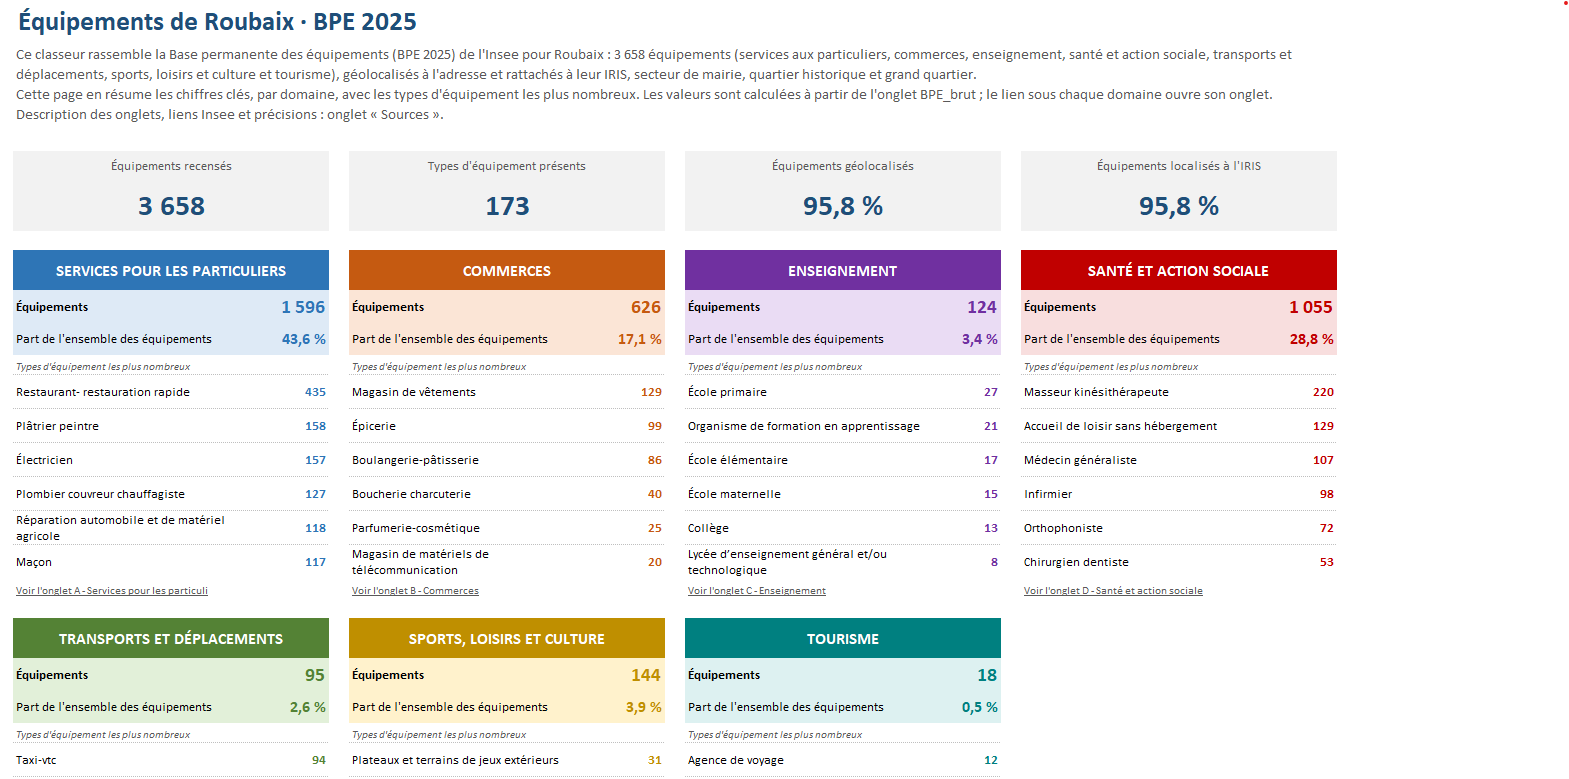 Équipements de Roubaix · BPE 2025
Ce classeur rassemble la Base permanente des équipements (BPE 2025) de l'Insee pour Roubaix : 3 658 équipements (services aux particuliers, commerces, enseignement, santé et action sociale, transports et
déplacements, sports, loisirs et culture et tourisme), géolocalisés à l'adresse et rattachés à leur IRIS, secteur de mairie, quartier historique et grand quartier.
Cette page en résume les chiffres clés, par domaine, avec les types d'équipement les plus nombreux. Les valeurs sont calculées à partir de l'onglet BPE_brut ; le lien sous chaque domaine ouvre son onglet.
Description des onglets, liens Insee et précisions : onglet « Sources ».
Équipements recensés
3 658
Types d'équipement présents
173
Équipements géolocalisés
95,8 %
Équipements localisés à l'IRIS
95,8 %
SERVICES POUR LES PARTICULIERS
Équipements 1 596
Part de l'ensemble des équipements 43,6 %
Types d'équipement les plus nombreux
Restaurant- restauration rapide 435
Plâtrier peintre 158
Électricien 157
Plombier couvreur chauffagiste 127
Réparation automobile et de matériel
agricole 118
Maçon 117
Voir l'onglet A - Services pour les particuli
COMMERCES
Équipements 626
Part de l'ensemble des équipements 17,1 %
Types d'équipement les plus nombreux
Magasin de vêtements 129
Épicerie 99
Boulangerie-pâtisserie 86
Boucherie charcuterie 40
Parfumerie-cosmétique 25
Magasin de matériels de
télécommunication 20
Voir l'onglet B - Commerces
ENSEIGNEMENT
Équipements 124
Part de l'ensemble des équipements 3,4 %
Types d'équipement les plus nombreux
École primaire 27
Organisme de formation en apprentissage 21
École élémentaire 17
École maternelle 15
Collège 13
Lycée d’enseignement général et/ou
technologique 8
Voir l'onglet C - Enseignement
SANTÉ ET ACTION SOCIALE
Équipements 1 055
Part de l'ensemble des équipements 28,8 %
Types d'équipement les plus nombreux
Masseur kinésithérapeute 220
Accueil de loisir sans hébergement 129
Médecin généraliste 107
Infirmier 98
Orthophoniste 72
Chirurgien dentiste 53
Voir l'onglet D - Santé et action sociale
TRANSPORTS ET DÉPLACEMENTS
Équipements 95
Part de l'ensemble des équipements 2,6 %
Types d'équipement les plus nombreux
Taxi-vtc 94
SPORTS, LOISIRS ET CULTURE
Équipements 144
Part de l'ensemble des équipements 3,9 %
Types d'équipement les plus nombreux
Plateaux et terrains de jeux extérieurs 31
TOURISME
Équipements 18
Part de l'ensemble des équipements 0,5 %
Types d'équipement les plus nombreux
Agence de voyage 12